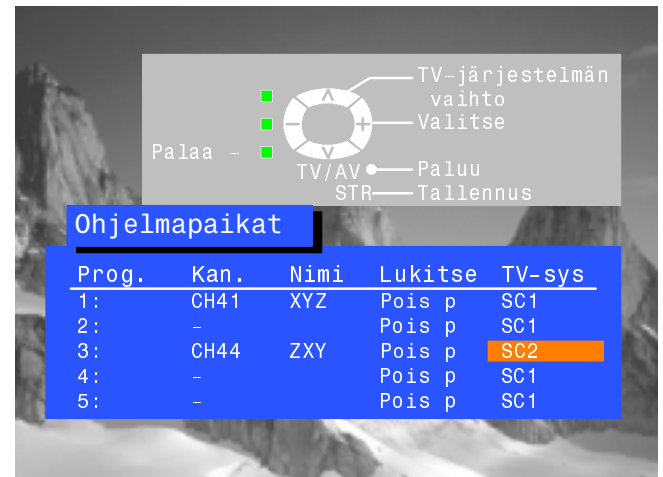 TV-järjestelmän
vaihto
Valitse
Palaa -
TV/AV Paluu
STR Tallennus
Ohjelmapaikat
Prog. Kan. Nimi Lukitse TV-sys
1: CH41 XYZ Pois p SC1
2: - Pois p SC1
3: CH44 ZXY Pois p SC2
4: - Pois p SC1
5: - Pois p SC1